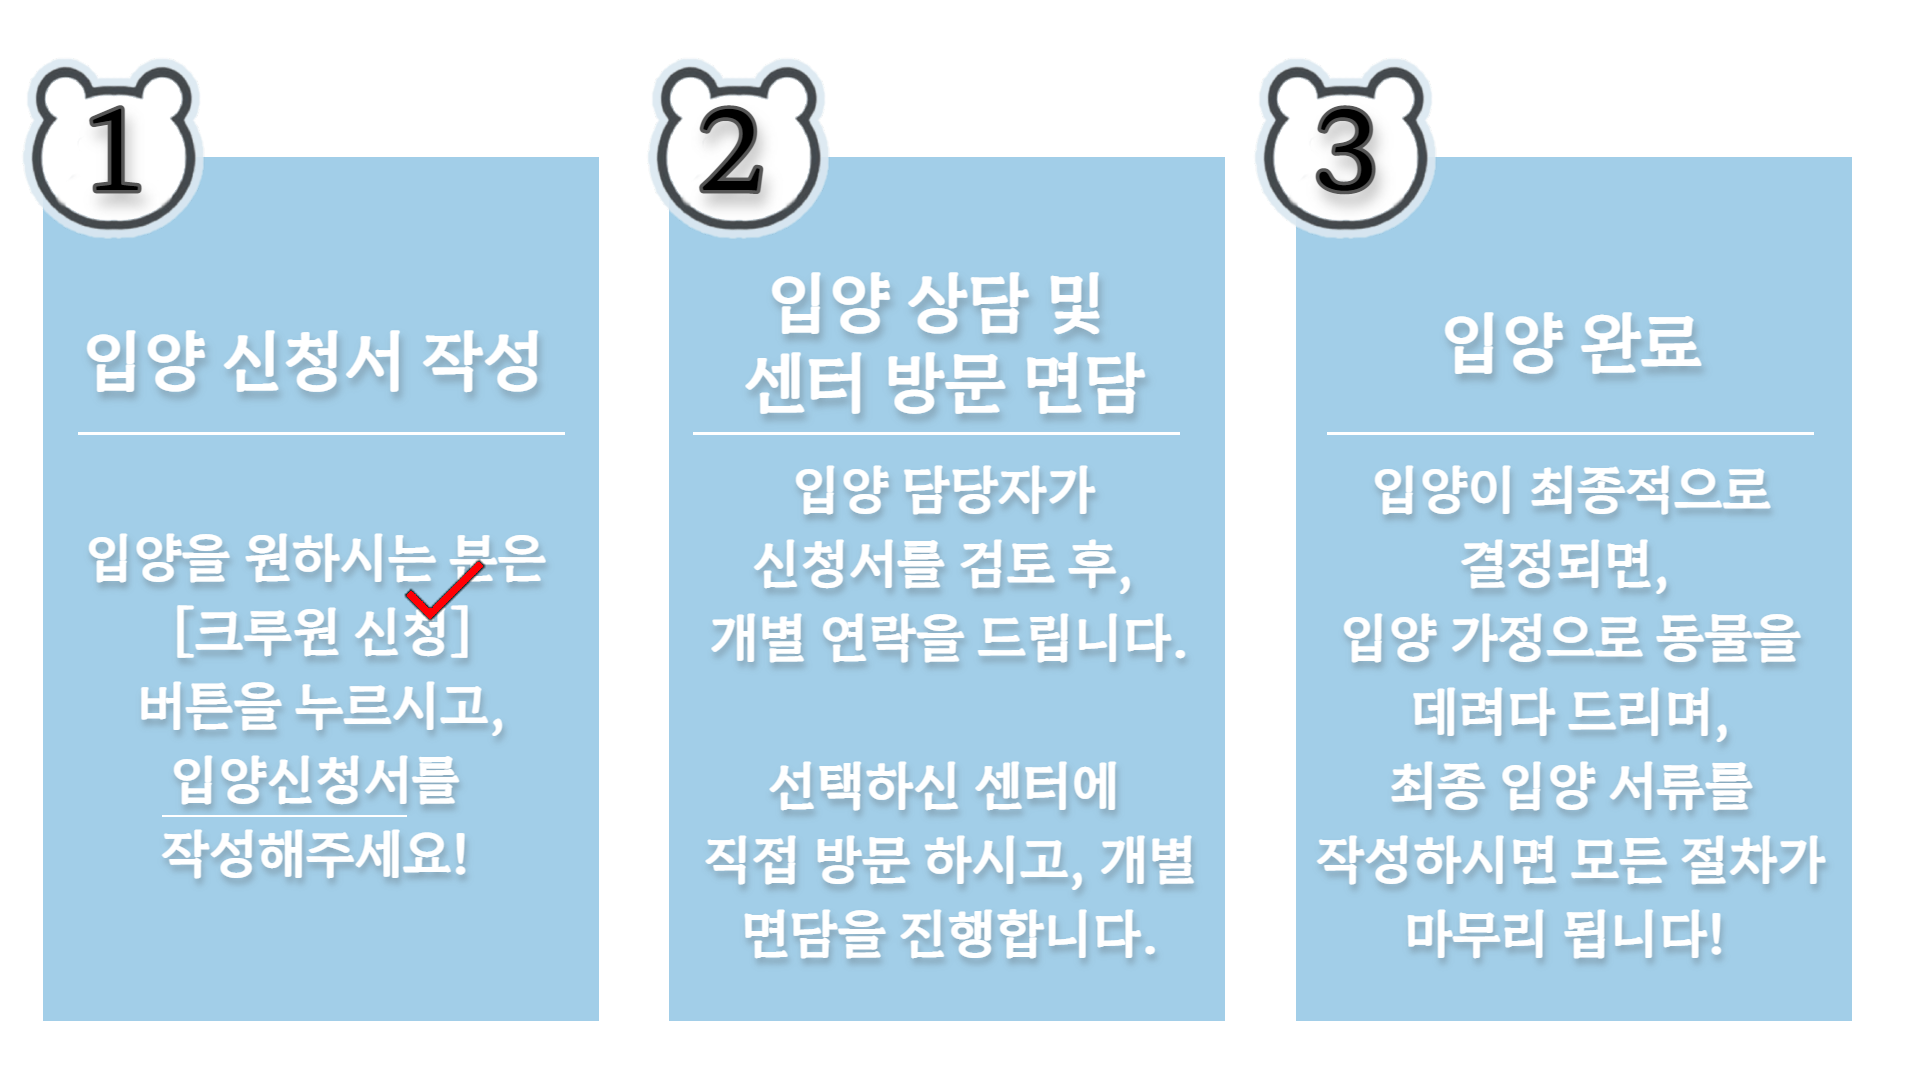 1
입양 신청서 작성
입양을 원하시는 분은
[크루원 신청]
버튼을 누르시고,
입양신청서를
작성해주세요!
2
입양 상담 및
센터 방문 면담
입양 담당자가
신청서를 검토 후,
개별 연락을 드립니다.
선택하신 센터에
직접 방문 하시고, 개별
면담을 진행합니다.
3
입양 완료
입양이 최종적으로
결정되면,
입양 가정으로 동물을
데려다 드리며,
최종 입양 서류를
작성하시면 모든 절차가
마무리 됩니다!